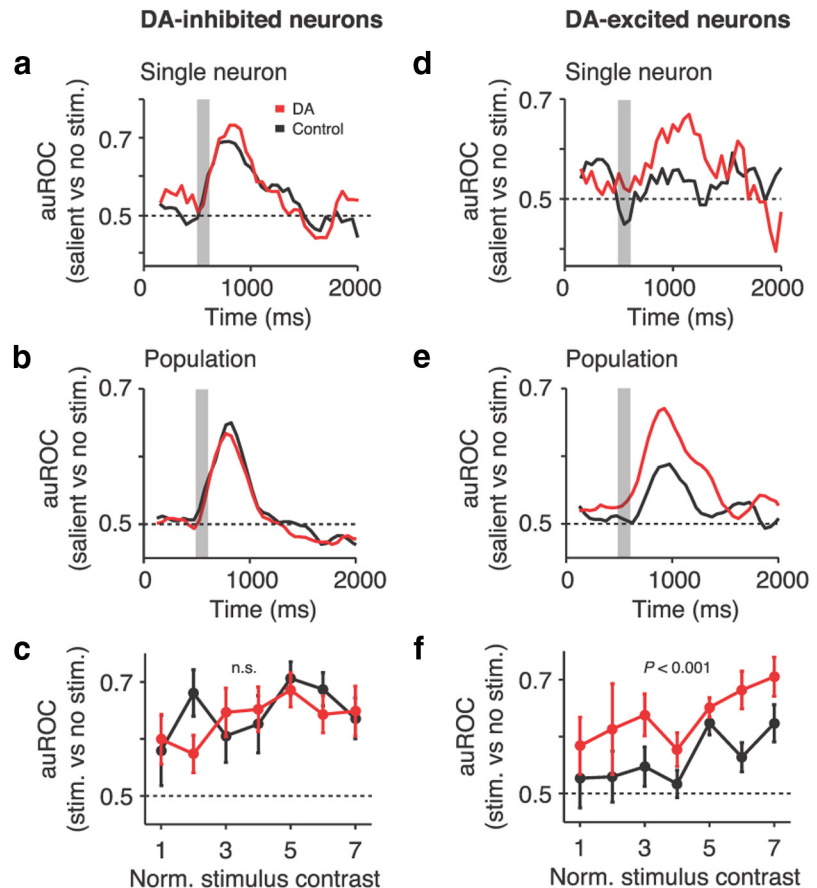 DA-inhibited neurons
a
Single neuron
DA
Control
auROC
(salient vs no stim.)
0.7
0.5
0
1000
2000
Time (ms)
b
Population
auROC
(salient vs no stim.)
0.7
0.5
0
1000
2000
Time (ms)
c
n.s.
auROC
(stim. vs no stim.)
0.7
0.5
1
3
5
7
Norm. stimulus contrast
DA-excited neurons
d
Single neuron
auROC
(salient vs no stim.)
0.7
0.5
0
1000
2000
Time (ms)
e
Population
auROC
(salient vs no stim.)
0.7
0.5
0
1000
2000
Time (ms)
f
P < 0.001
auROC
(stim. vs no stim.)
0.7
0.5
1
3
5
7
Norm. stimulus contrast